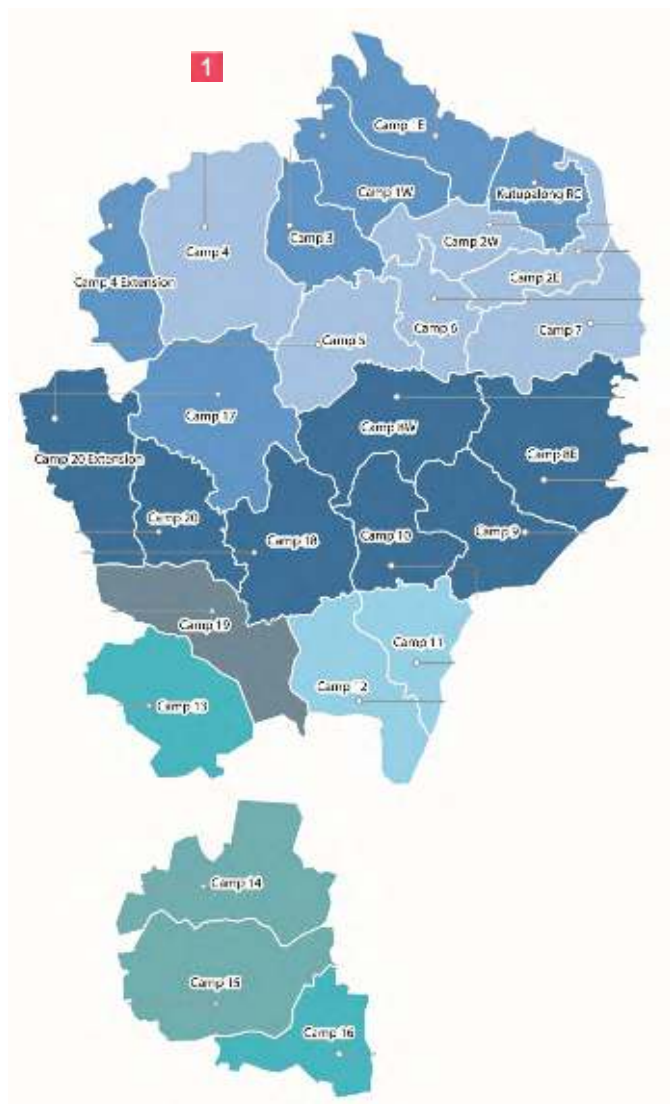 1
Camp 1E
Camp 1W
Kutupalong RC
Camp 3
Camp 2W
Camp 4
Camp 2E
Camp 4 Extension
Camp 6
Camp 7
Camp 5
Camp 17
Camp 8W
Camp 20 Extension
Camp 8E
Camp 20
Camp 18
Camp 10
Camp 9
Camp 19
Camp 11
Camp 12
Camp 13
Camp 14
Camp 15
Camp 16